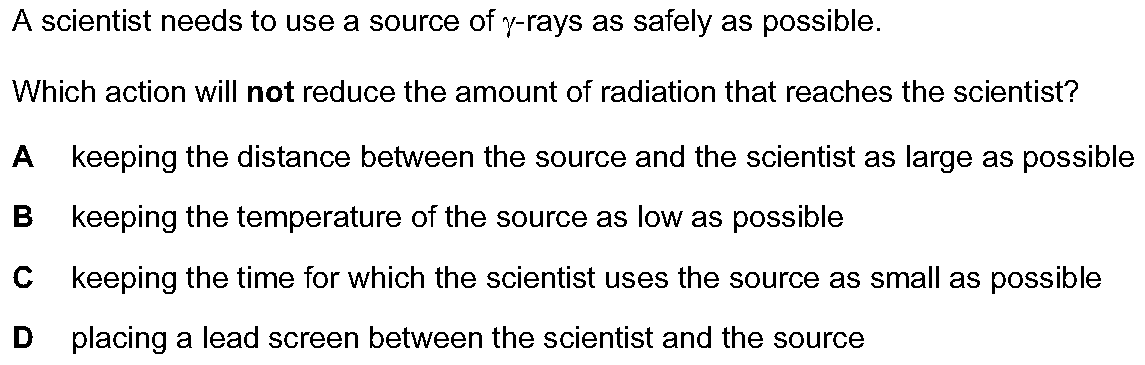 A scientist needs to use a source of γ-rays as safely as possible.
Which action will not reduce the amount of radiation that reaches the scientist?
A keeping the distance between the source and the scientist as large as possible
B keeping the temperature of the source as low as possible
C keeping the time for which the scientist uses the source as small as possible
D placing a lead screen between the scientist and the source